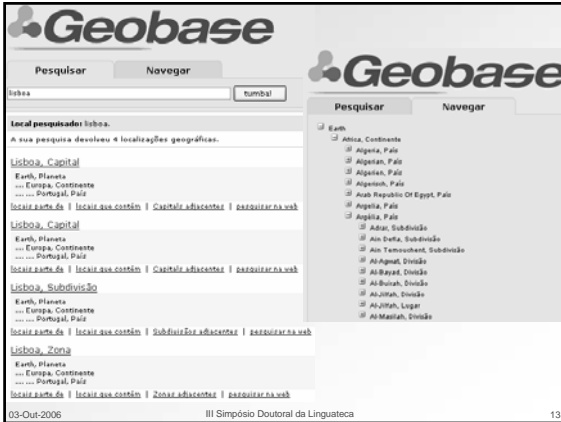 Geobase
Pesquisar Navegar
lisboa tumba!
Local pesquisado: lisboa.
A sua pesquisa devolveu 4 localizações geográficas.
Lisboa, Capital
Earth, Planeta
... Europa, Continente
... ... Portugal, País
locais parte de | locais que contêm | Capitals adjacentes | pesquisar na web
Lisboa, Capital
Earth, Planeta
... Europa, Continente
... ... Portugal, País
locais parte de | locais que contêm | Capitals adjacentes | pesquisar na web
Lisboa, Subdivisão
Earth, Planeta
... Europa, Continente
... ... Portugal, País
locais parte de | locais que contêm | Subdivisãos adjacentes | pesquisar na web
Lisboa, Zona
Earth, Planeta
... Europa, Continente
... ... Portugal, País
locais parte de | locais que contêm | Zonas adjacentes | pesquisar na web
Geobase
Pesquisar Navegar
Earth
Africa, Continente
Algeria, País
Algerian, País
Algerien, País
Algerisch, País
Arab Republic Of Egypt, País
Argelia, País
Argélia, País
Adrar, Subdivisão
Ain Defla, Subdivisão
Ain Temouchent, Subdivisão
Al-Agwat, Divisão
Al-Bayad, Divisão
Al-Buirah, Divisão
Al-Jilfah, Divisão
Al-Jilfah, Lugar
Al-Masilah, Divisão
03-Out-2006 III Simpósio Doutoral da Linguateca 13